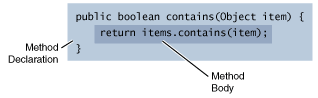 public boolean contains(Object item) {
return items.contains(item);
}
Method
Declaration
Method
Body